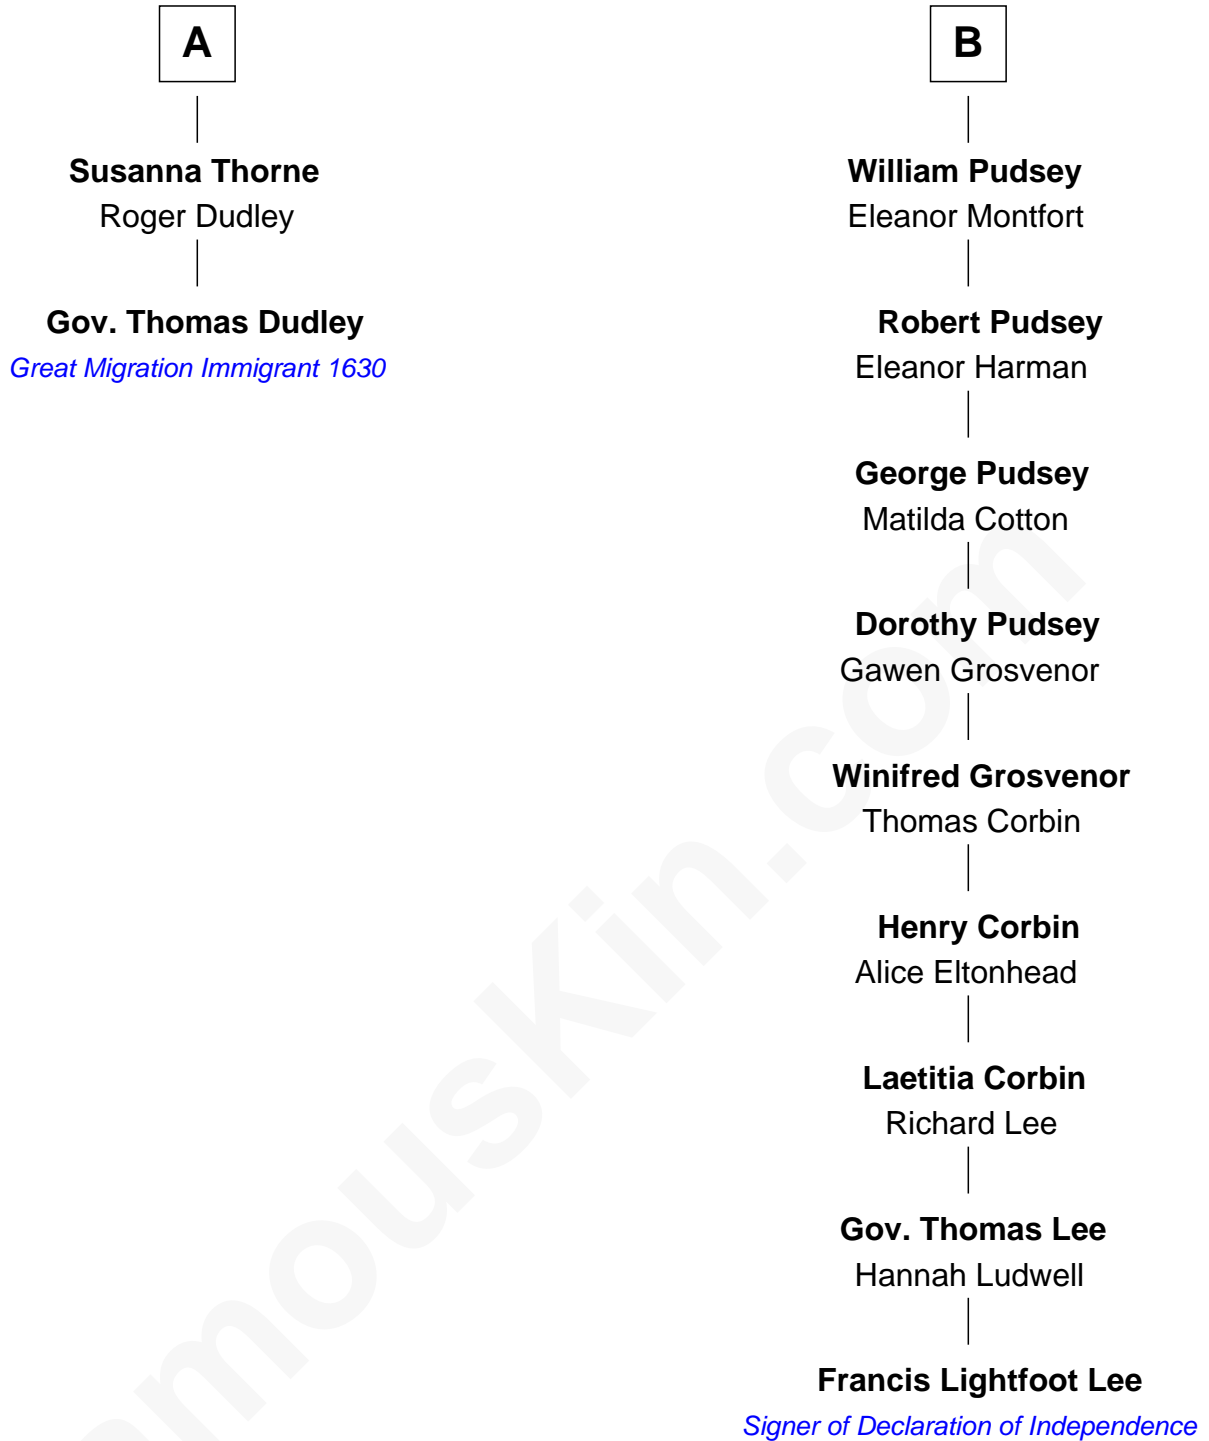 A
Susanna Thorne
Roger Dudley
Gov. Thomas Dudley
Great Migration Immigrant 1630
B
William Pudsey
Eleanor Montfort
Robert Pudsey
Eleanor Harman
George Pudsey
Matilda Cotton
Dorothy Pudsey
Gawen Grosvenor
Winifred Grosvenor
Thomas Corbin
Henry Corbin
Alice Eltonhead
Laetitia Corbin
Richard Lee
Gov. Thomas Lee
Hannah Ludwell
Francis Lightfoot Lee
Signer of Declaration of Independence
amouskin.com